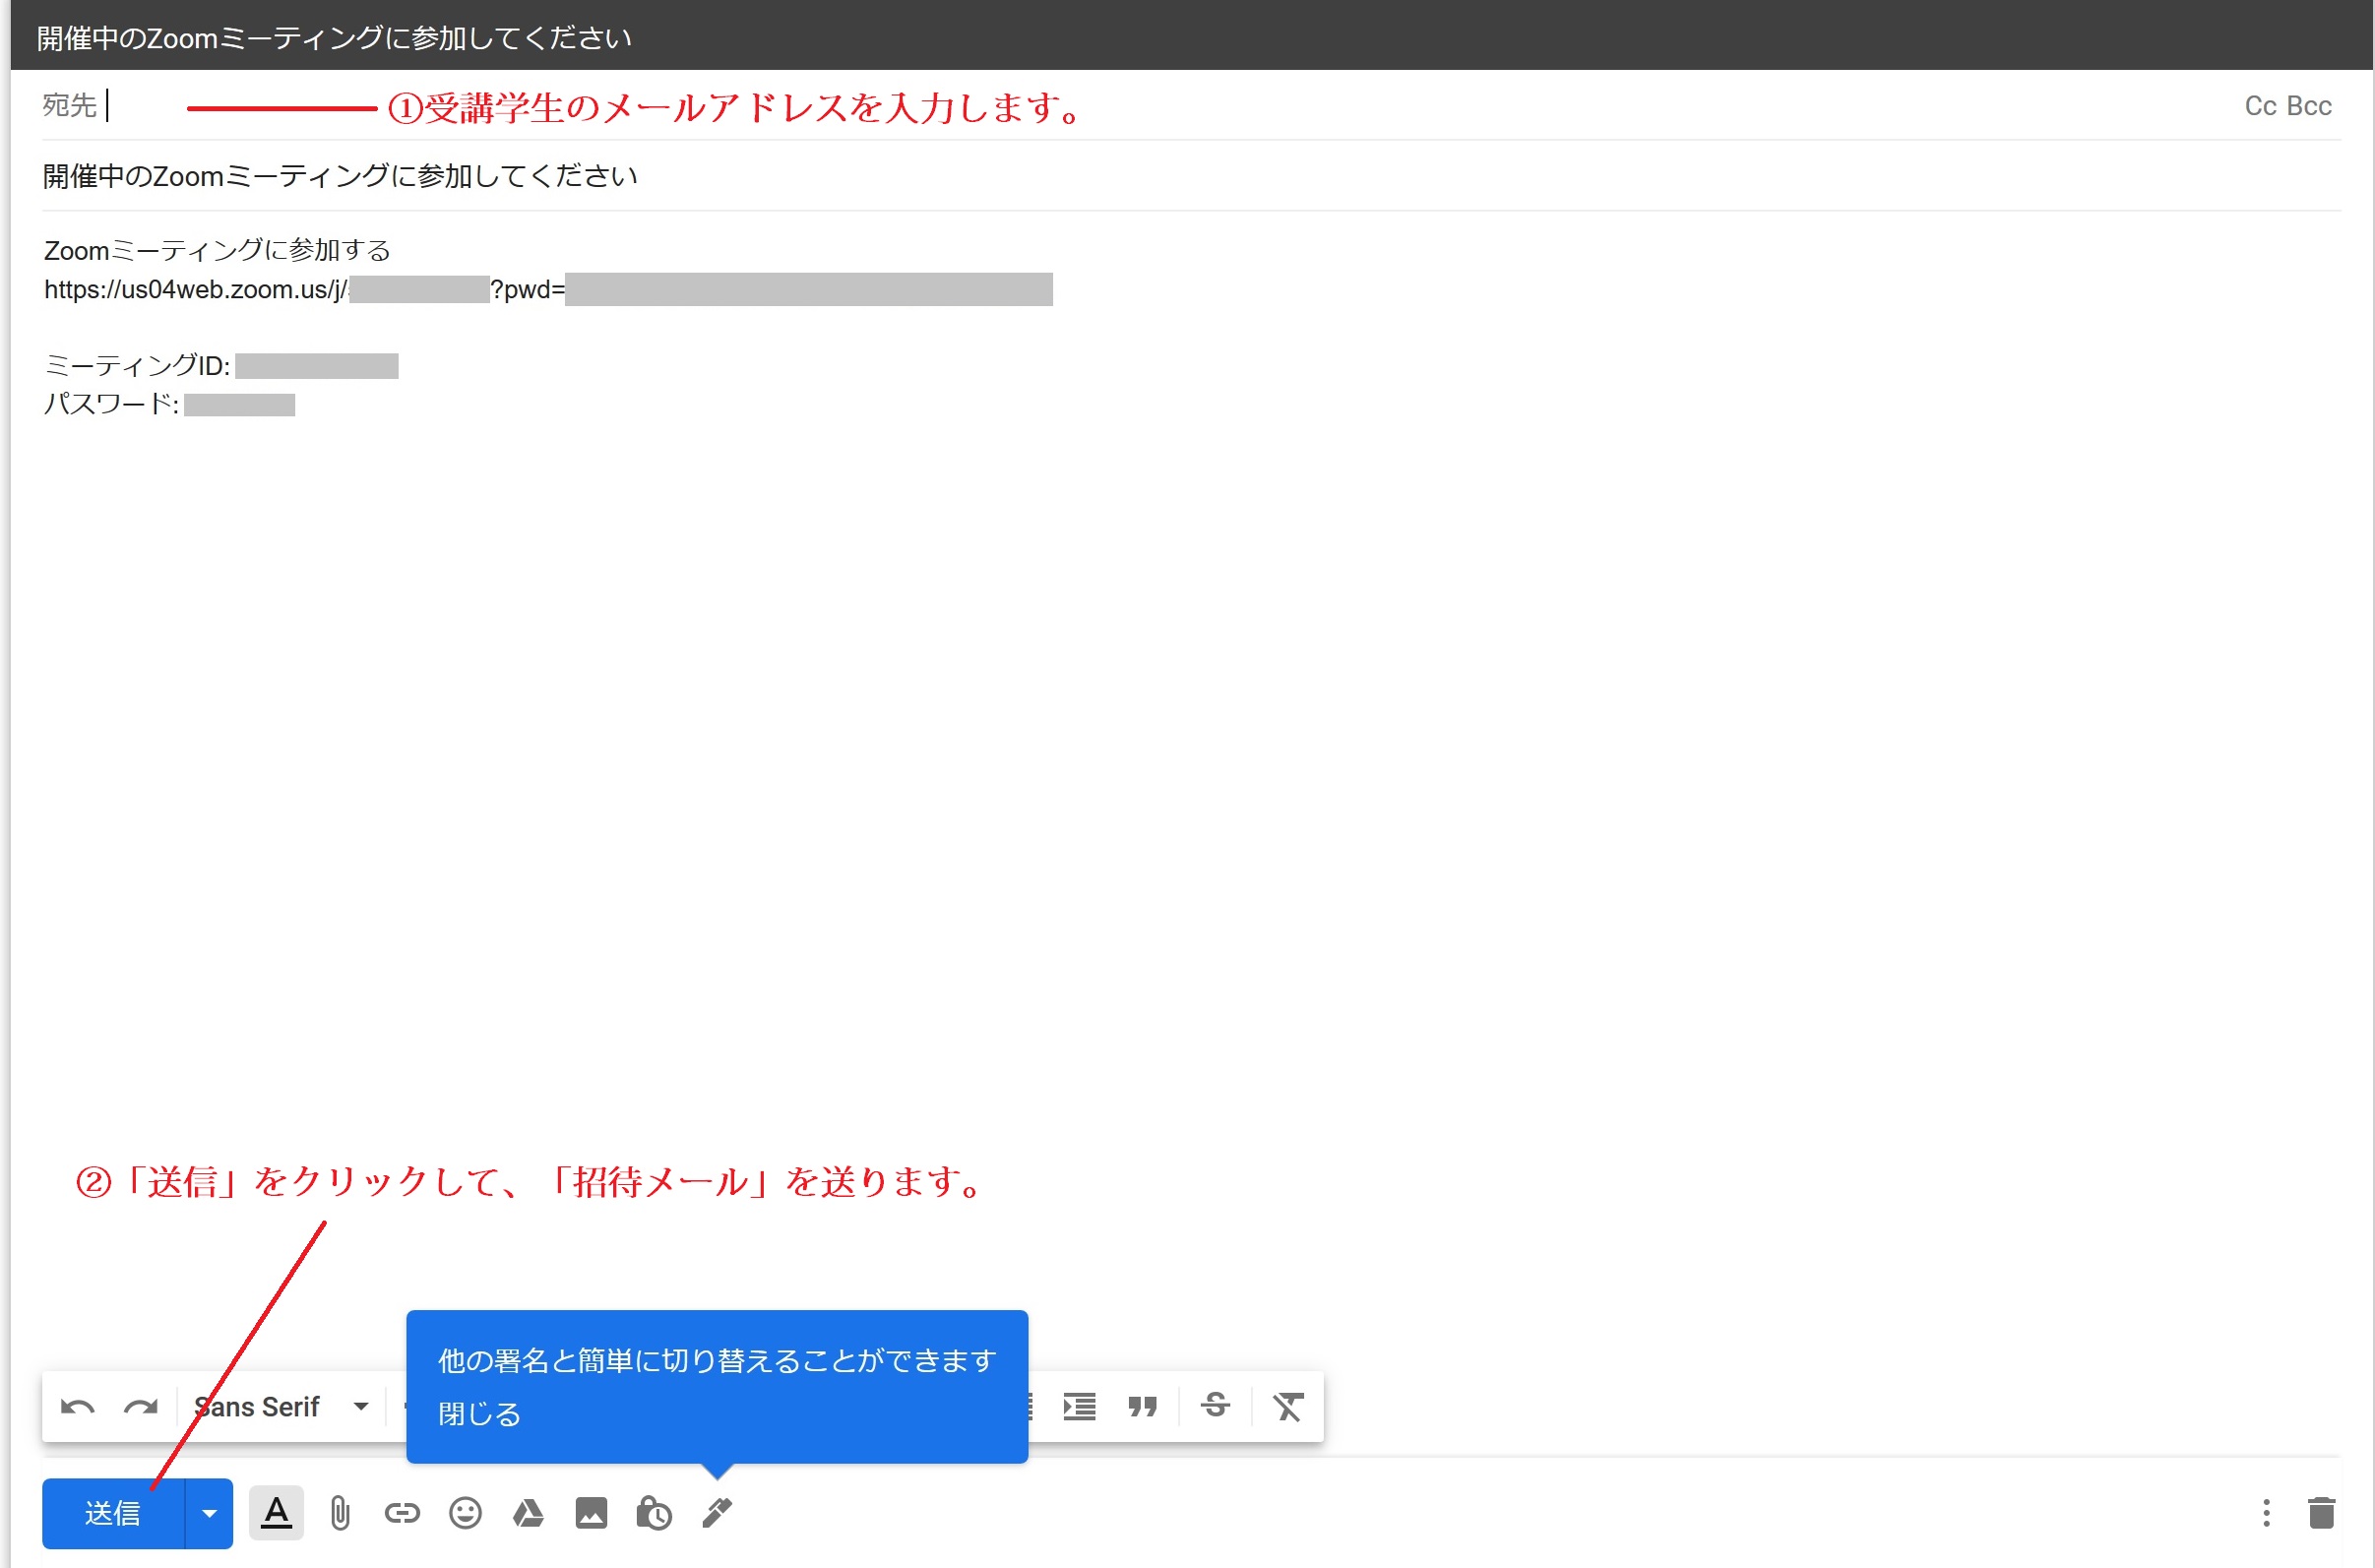 開催中のZoomミーティングに参加してください
宛先 ①受講学生のメールアドレスを入力します。 Cc Bcc
開催中のZoomミーティングに参加してください
Zoomミーティングに参加する
https://us04web.zoom.us/j/ ?pwd=
ミーティングID:
パスワード:
②「送信」をクリックして、「招待メール」を送ります。
他の署名と簡単に切り替えることができます
閉じる
Sans Serif
送信